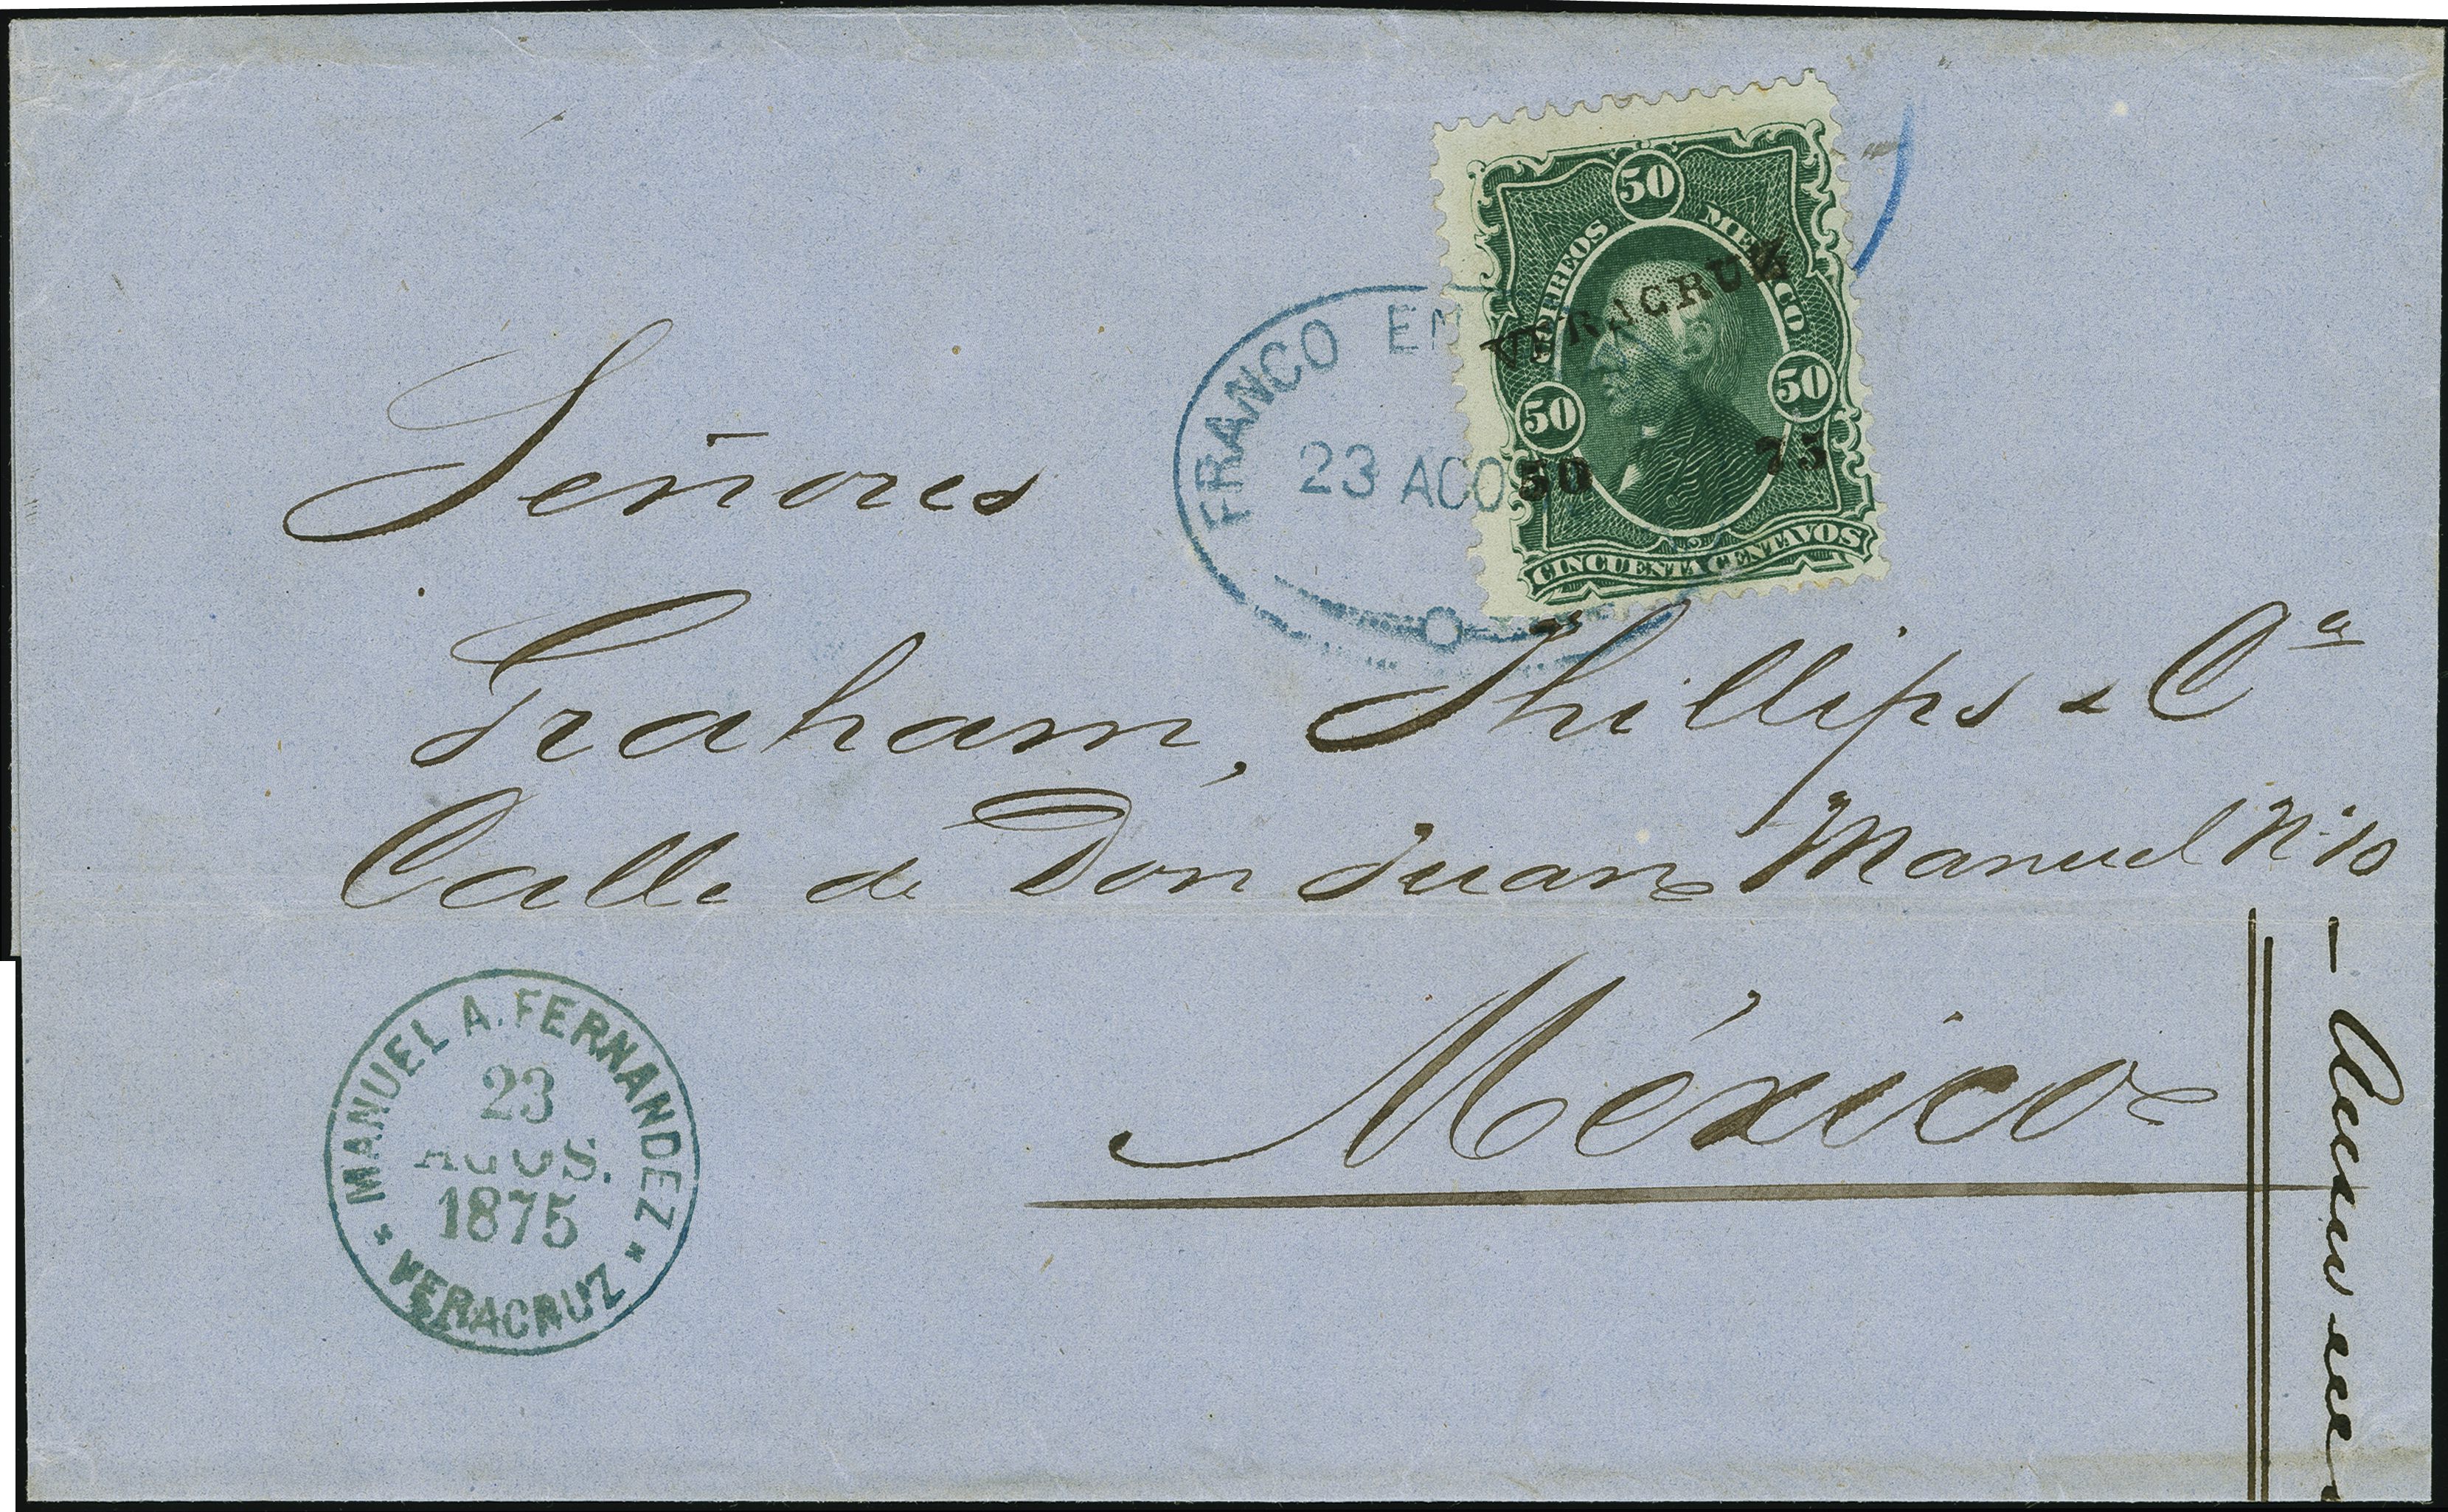 50
CORREOS MEXICO
VERACRUZ
50 50
50 75
CINCUENTA CENTAVOS
FRANCO EN
23 AGOS
Señores
Graham, Phillips & Cª
Calle de Don Juan Manuel Nº 10
México
MANUEL A. FERNANDEZ
23
AGOS.
1875
* VERACRUZ *